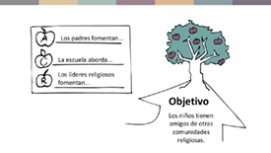 A Los padres fomentan...
C La escuela aborda...
R Los líderes religiosos
fomentan...
Objetivo
Los niños tienen
amigos de otras
comunidades
religiosas.